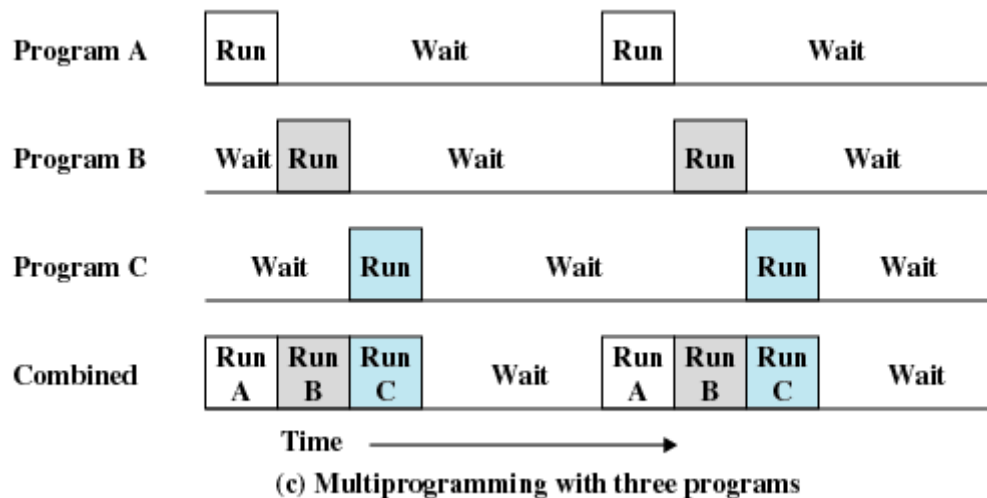 Program A Run Wait Run Wait
Program B Wait Run Wait Run Wait
Program C Wait Run Wait Run Wait
Run Run Run Run Run Run
Combined Wait Wait
A B C A B C
Time
(c) Multiprogramming with three programs